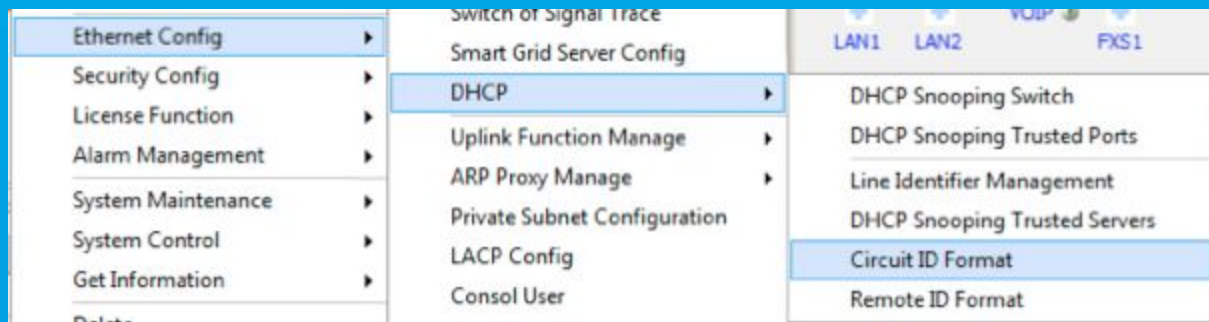 Ethernet Config
Security Config
License Function
Alarm Management
System Maintenance
System Control
Get Information
Delete
Switch of Signal Trace
Smart Grid Server Config
DHCP
Uplink Function Manage
ARP Proxy Manage
Private Subnet Configuration
LACP Config
Consol User
VOIP
LAN1 LAN2 FXS1
DHCP Snooping Switch
DHCP Snooping Trusted Ports
Line Identifier Management
DHCP Snooping Trusted Servers
Circuit ID Format
Remote ID Format